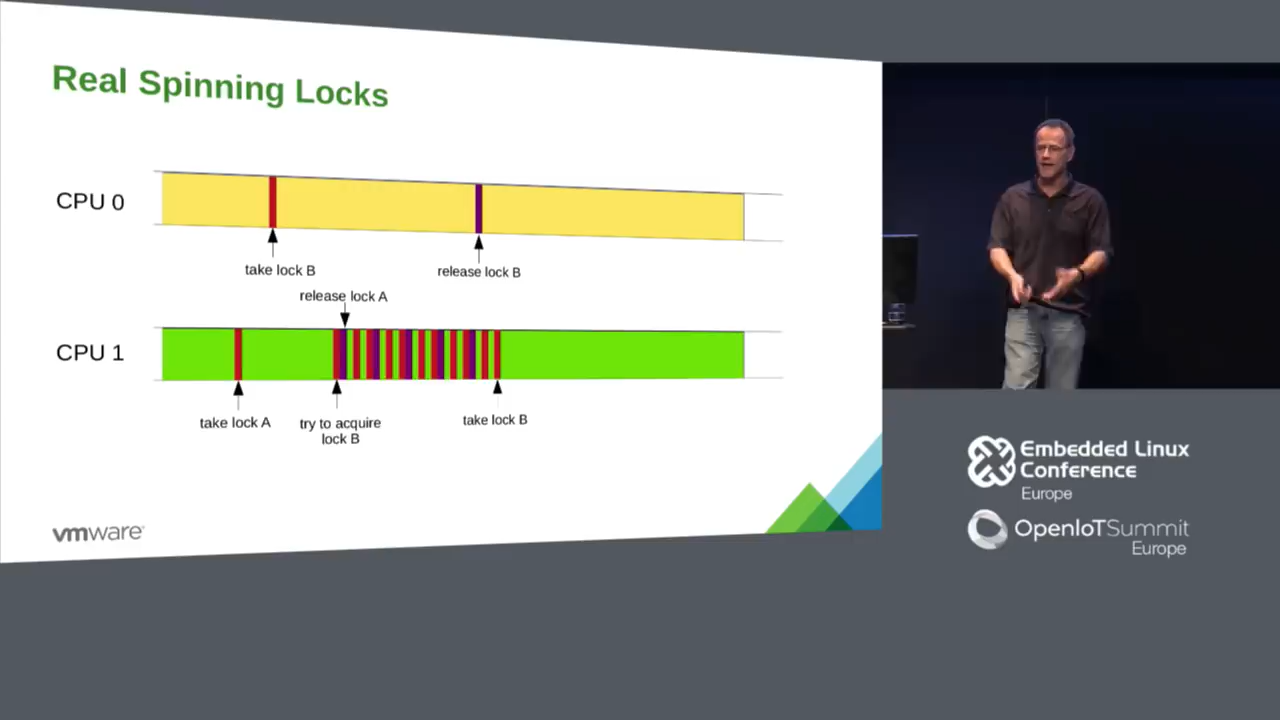 Real Spinning Locks
CPU 0
take lock B
release lock B
release lock A
CPU 1
take lock A
try to acquire
lock B
take lock B
vmware
Embedded Linux
Conference
Europe
OpenIoTSummit
Europe